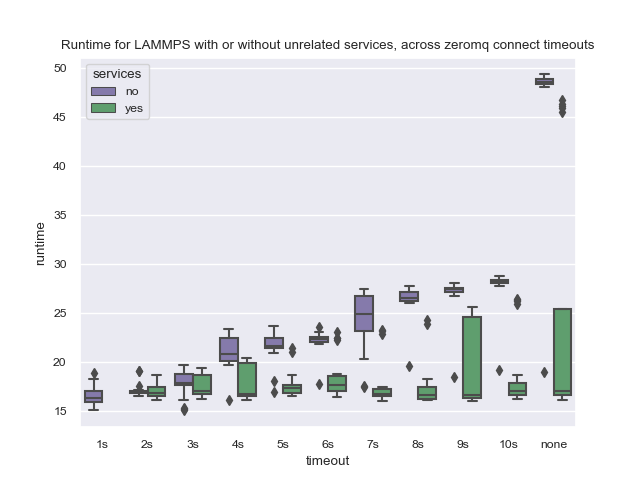 Runtime for LAMMPS with or without unrelated services, across zeromq connect timeouts
services
no
yes
50
45
40
35
30
25
20
15
runtime
1s 2s 3s 4s 5s 6s 7s 8s 9s 10s none
timeout